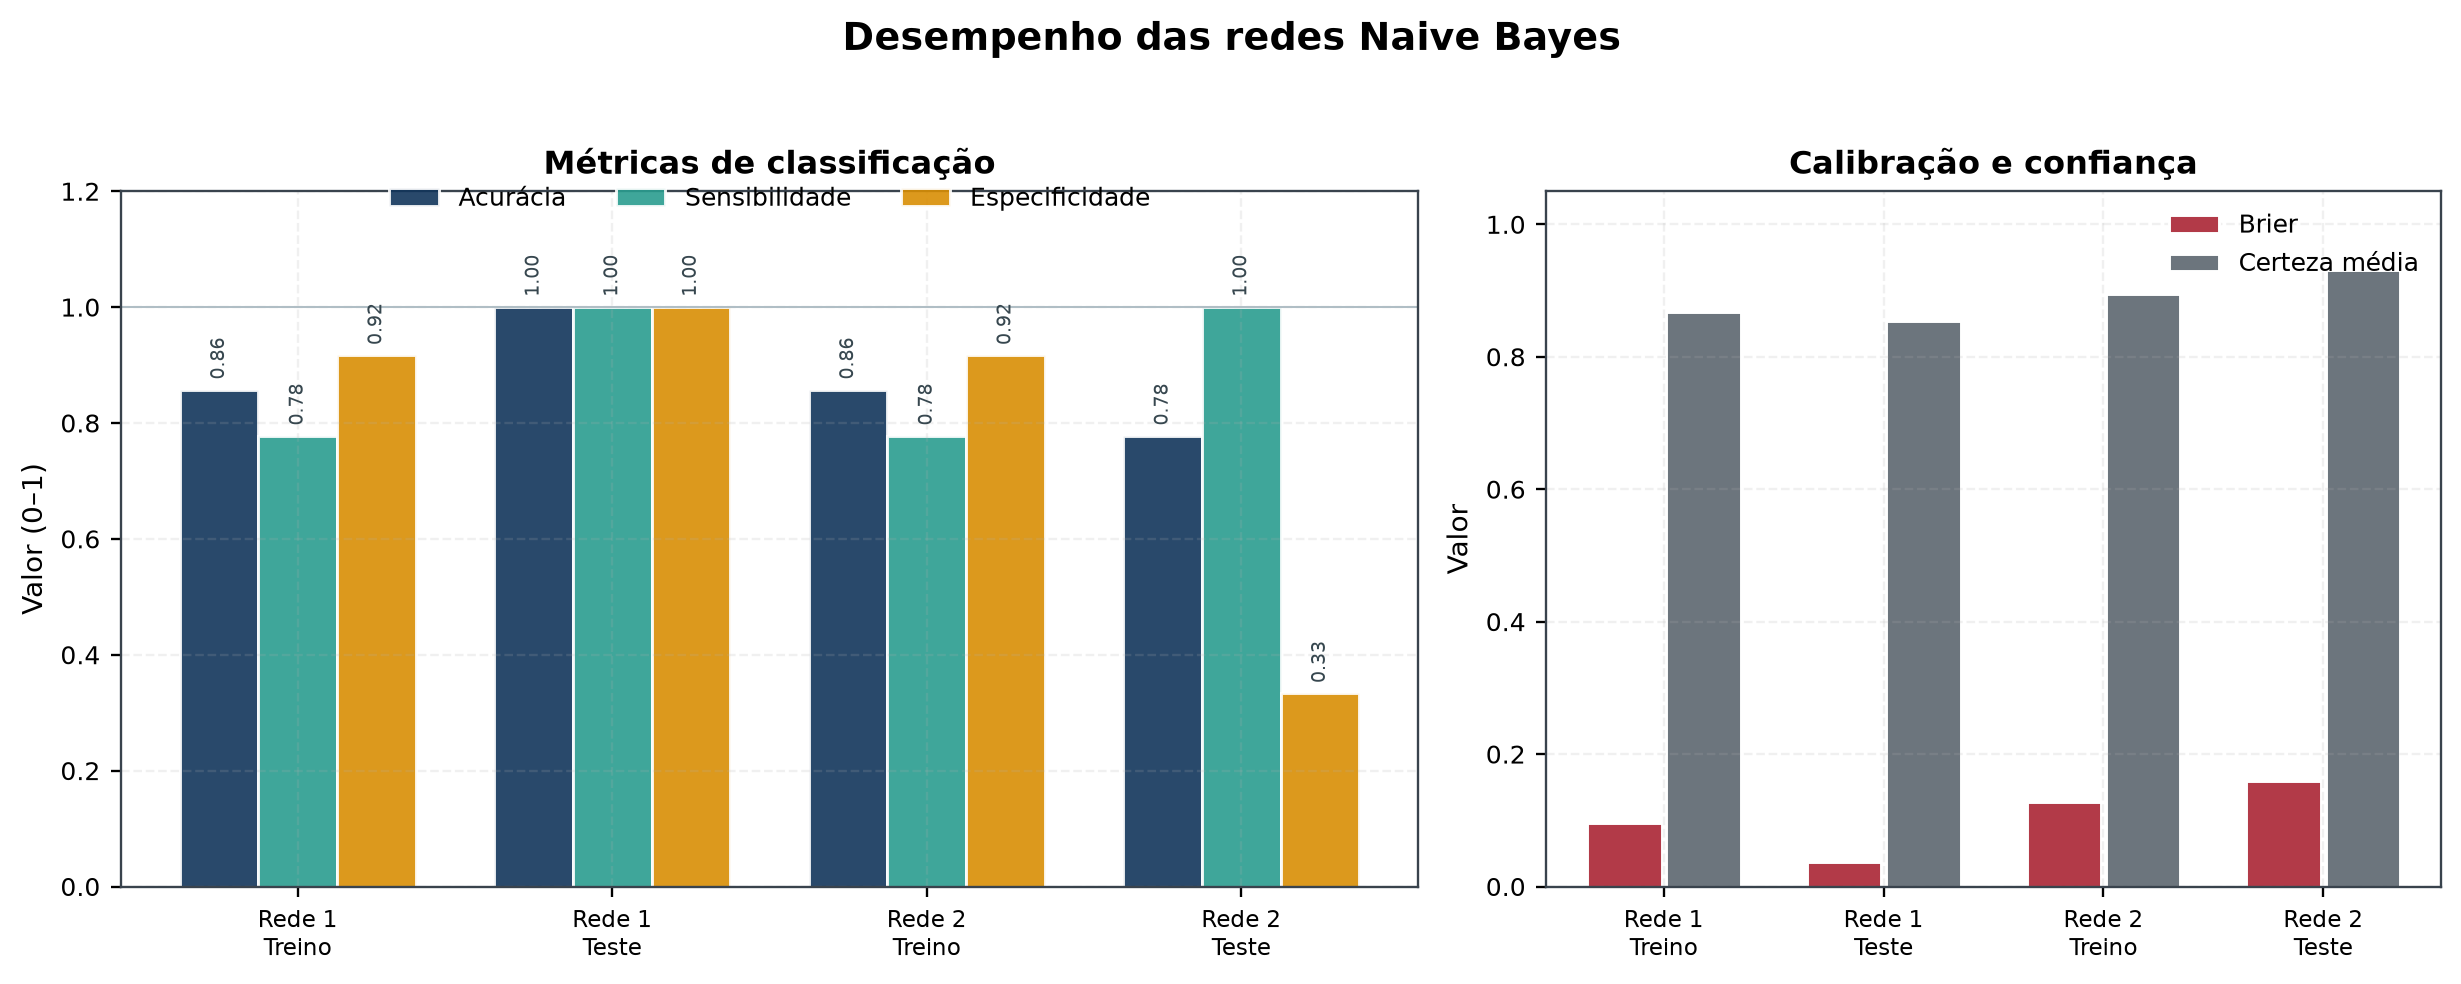 Desempenho das redes Naive Bayes
Métricas de classificação
Acurácia
Sensibilidade
Especificidade
Valor (0–1)
1.2
1.0
0.8
0.6
0.4
0.2
0.0
0.86
0.78
0.92
1.00
1.00
1.00
0.86
0.78
0.92
0.78
1.00
0.33
Rede 1
Treino
Rede 1
Teste
Rede 2
Treino
Rede 2
Teste
Calibração e confiança
Brier
Certeza média
Valor
1.0
0.8
0.6
0.4
0.2
0.0
Rede 1
Treino
Rede 1
Teste
Rede 2
Treino
Rede 2
Teste